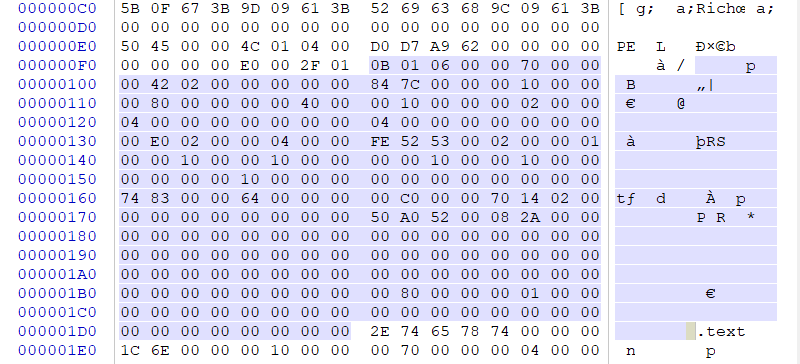 000000C0 5B 0F 67 3B 9D 09 61 3B 52 69 63 68 9C 09 61 3B [ g; a;Richœ a;
000000D0 00 00 00 00 00 00 00 00 00 00 00 00 00 00 00 00
000000E0 50 45 00 00 4C 01 04 00 D0 D7 A9 62 00 00 00 00 PE L Ð×©b
000000F0 00 00 00 00 E0 00 2F 01 0B 01 06 00 00 70 00 00 à / p
00000100 00 42 02 00 00 00 00 00 84 7C 00 00 00 10 00 00 B „|
00000110 00 80 00 00 00 00 40 00 00 10 00 00 00 02 00 00 € @
00000120 04 00 00 00 00 00 00 00 04 00 00 00 00 00 00 00
00000130 00 E0 02 00 00 04 00 00 FE 52 53 00 02 00 00 01 à þRS
00000140 00 00 10 00 00 10 00 00 00 00 10 00 00 10 00 00
00000150 00 00 00 00 10 00 00 00 00 00 00 00 00 00 00 00
00000160 74 83 00 00 64 00 00 00 00 C0 00 00 70 14 02 00 tƒ d À p
00000170 00 00 00 00 00 00 00 00 50 A0 52 00 08 2A 00 00 P R *
00000180 00 00 00 00 00 00 00 00 00 00 00 00 00 00 00 00
00000190 00 00 00 00 00 00 00 00 00 00 00 00 00 00 00 00
000001A0 00 00 00 00 00 00 00 00 00 00 00 00 00 00 00 00
000001B0 00 00 00 00 00 00 00 00 00 80 00 00 00 01 00 00 €
000001C0 00 00 00 00 00 00 00 00 00 00 00 00 00 00 00 00
000001D0 00 00 00 00 00 00 00 00 2E 74 65 78 74 00 00 00 .text
000001E0 1C 6E 00 00 00 10 00 00 00 70 00 00 00 04 00 00 n p